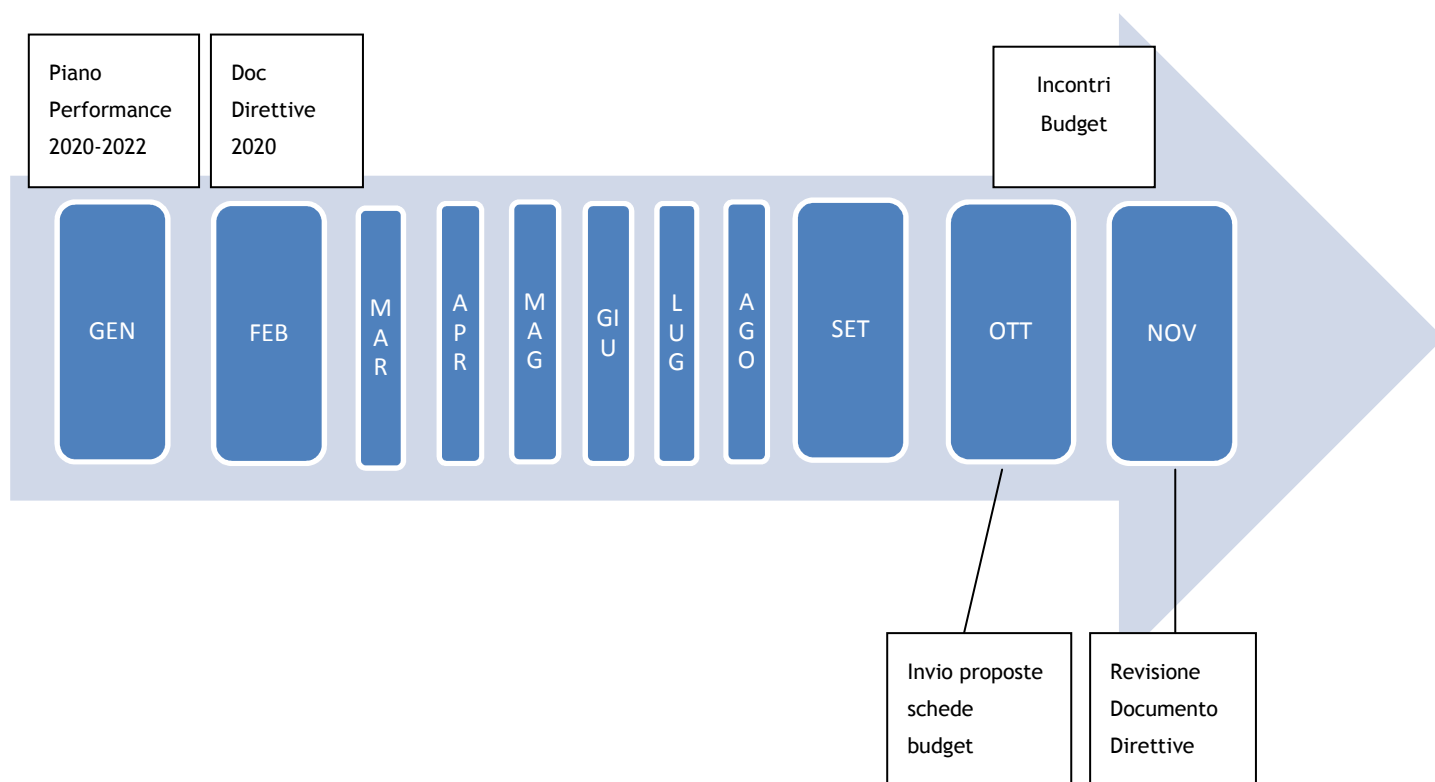 Piano
Performance
2020-2022
Doc
Direttive
2020
Incontri
Budget
GEN
FEB
M
A
R
A
P
R
M
A
G
GI
U
L
U
G
A
G
O
SET
OTT
NOV
Invio proposte
schede
budget
Revisione
Documento
Direttive